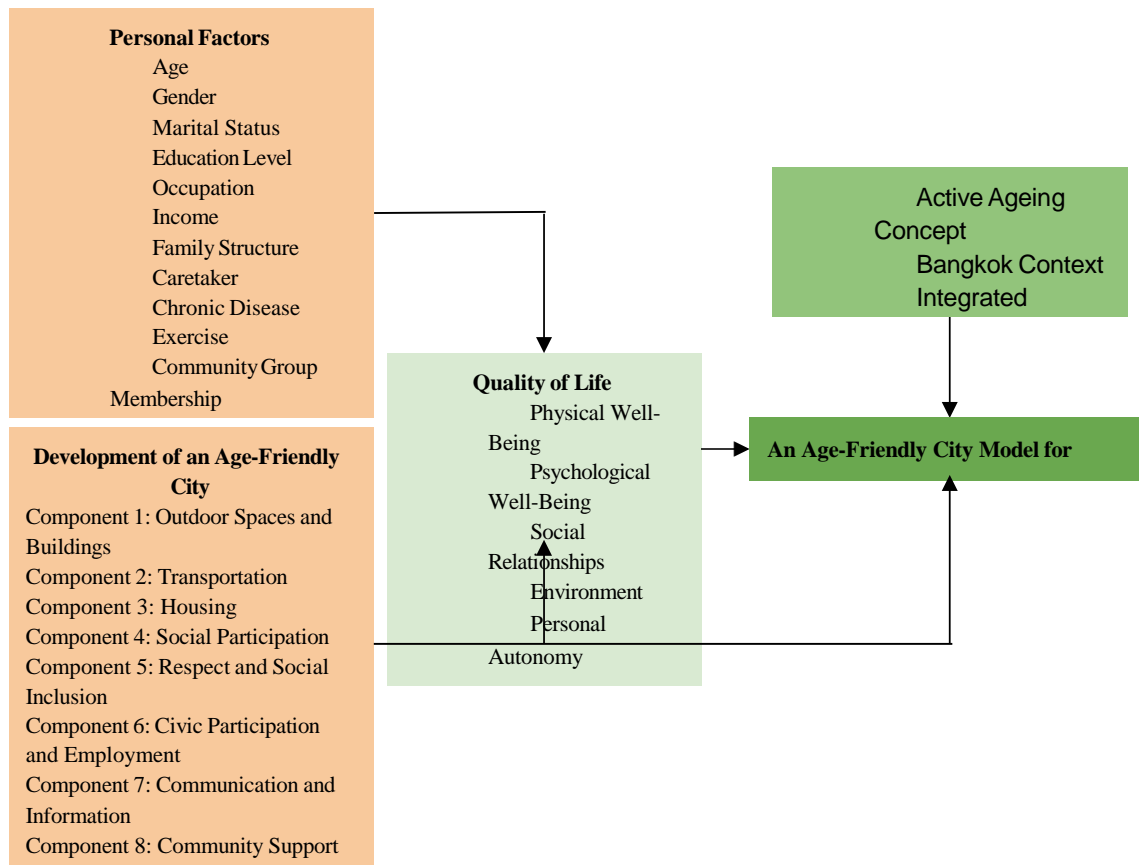 Personal Factors
Age
Gender
Marital Status
Education Level
Occupation
Income
Family Structure
Caretaker
Chronic Disease
Exercise
Community Group
Membership
Development of an Age-Friendly
City
Component 1: Outdoor Spaces and
Buildings
Component 2: Transportation
Component 3: Housing
Component 4: Social Participation
Component 5: Respect and Social
Inclusion
Component 6: Civic Participation
and Employment
Component 7: Communication and
Information
Component 8: Community Support
Quality of Life
Physical Well-
Being
Psychological
Well-Being
Social
Relationships
Environment
Personal
Autonomy
Active Ageing
Concept
Bangkok Context
Integrated
An Age-Friendly City Model for